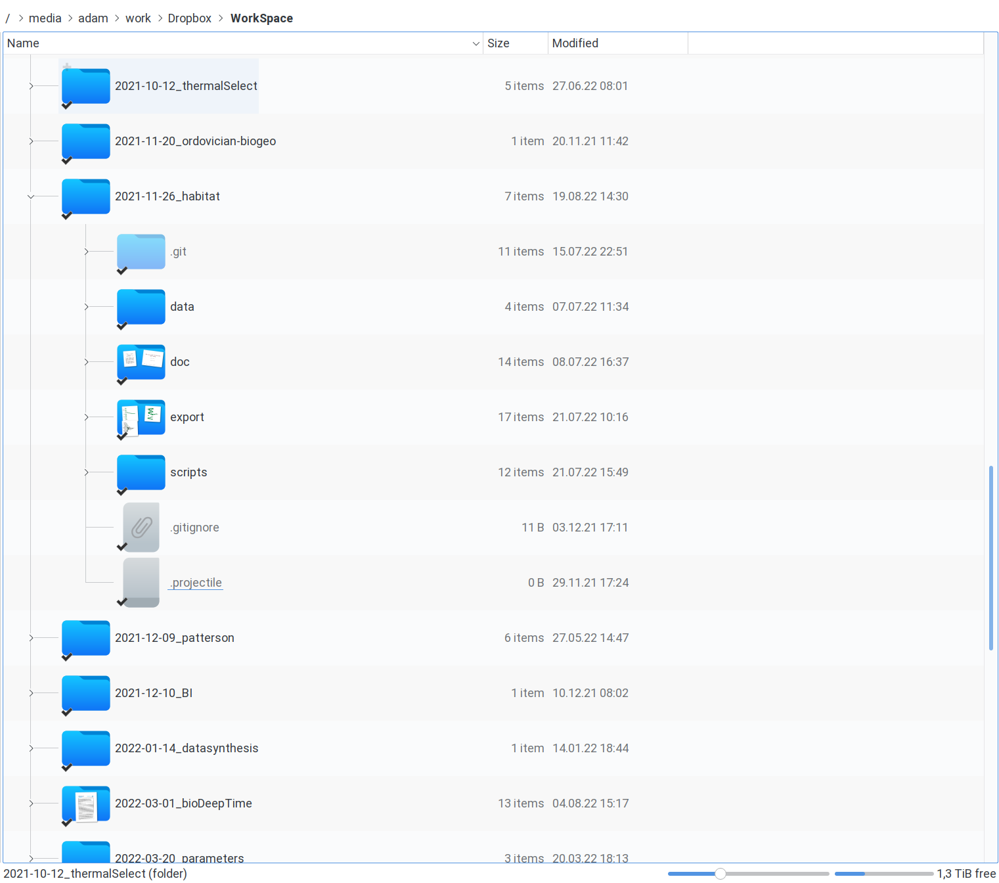 / > media > adam > work > Dropbox > WorkSpace
Name Size Modified
2021-10-12_thermalSelect 5 items 27.06.22 08:01
2021-11-20_ordovician-biogeo 1 item 20.11.21 11:42
2021-11-26_habitat 7 items 19.08.22 14:30
.git 11 items 15.07.22 22:51
data 4 items 07.07.22 11:34
doc 14 items 08.07.22 16:37
export 17 items 21.07.22 10:16
scripts 12 items 21.07.22 15:49
.gitignore 11 B 03.12.21 17:11
.projectile 0 B 29.11.21 17:24
2021-12-09_patterson 6 items 27.05.22 14:47
2021-12-10_BI 1 item 10.12.21 08:02
2022-01-14_datasynthesis 1 item 14.01.22 18:44
2022-03-01_bioDeepTime 13 items 04.08.22 15:17
2022-03-20_parameters 3 items 20.03.22 18:13
2021-10-12_thermalSelect (folder) 1,3 TiB free